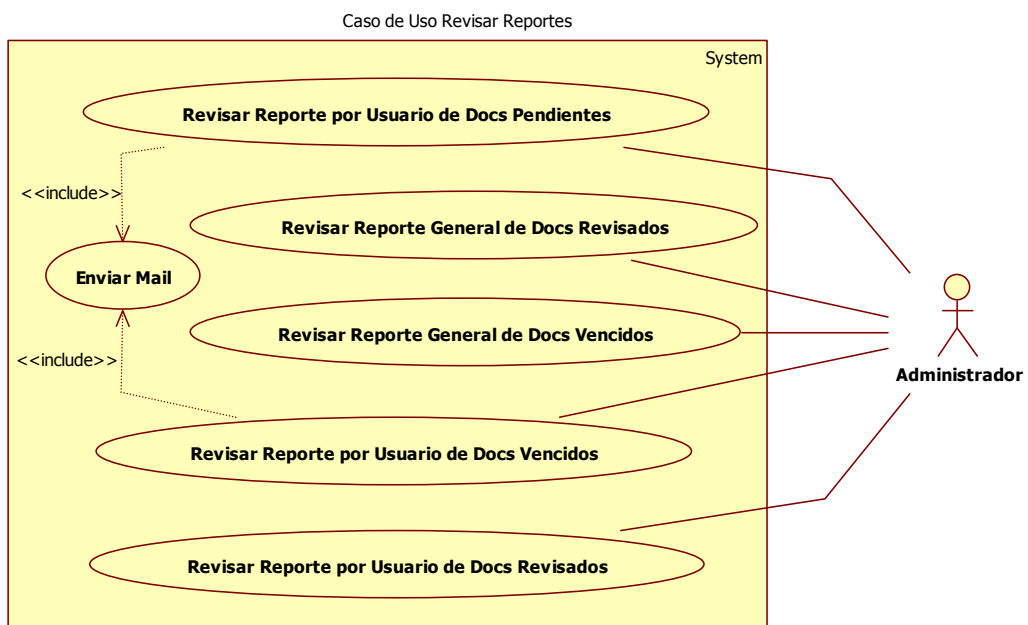 Caso de Uso Revisar Reportes
System
Revisar Reporte por Usuario de Docs Pendientes
<<include>>
Revisar Reporte General de Docs Revisados
Enviar Mail
Revisar Reporte General de Docs Vencidos
<<include>>
Administrador
Revisar Reporte por Usuario de Docs Vencidos
Revisar Reporte por Usuario de Docs Revisados